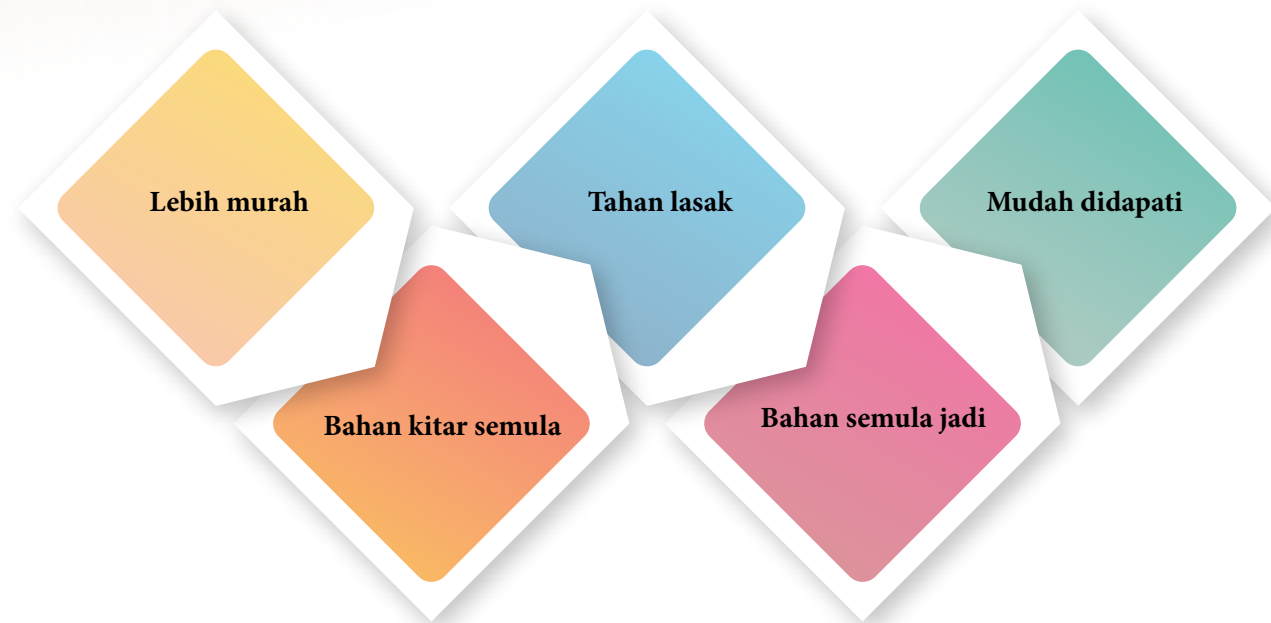 Lebih murah
Tahan lasak
Mudah didapati
Bahan kitar semula
Bahan semula jadi